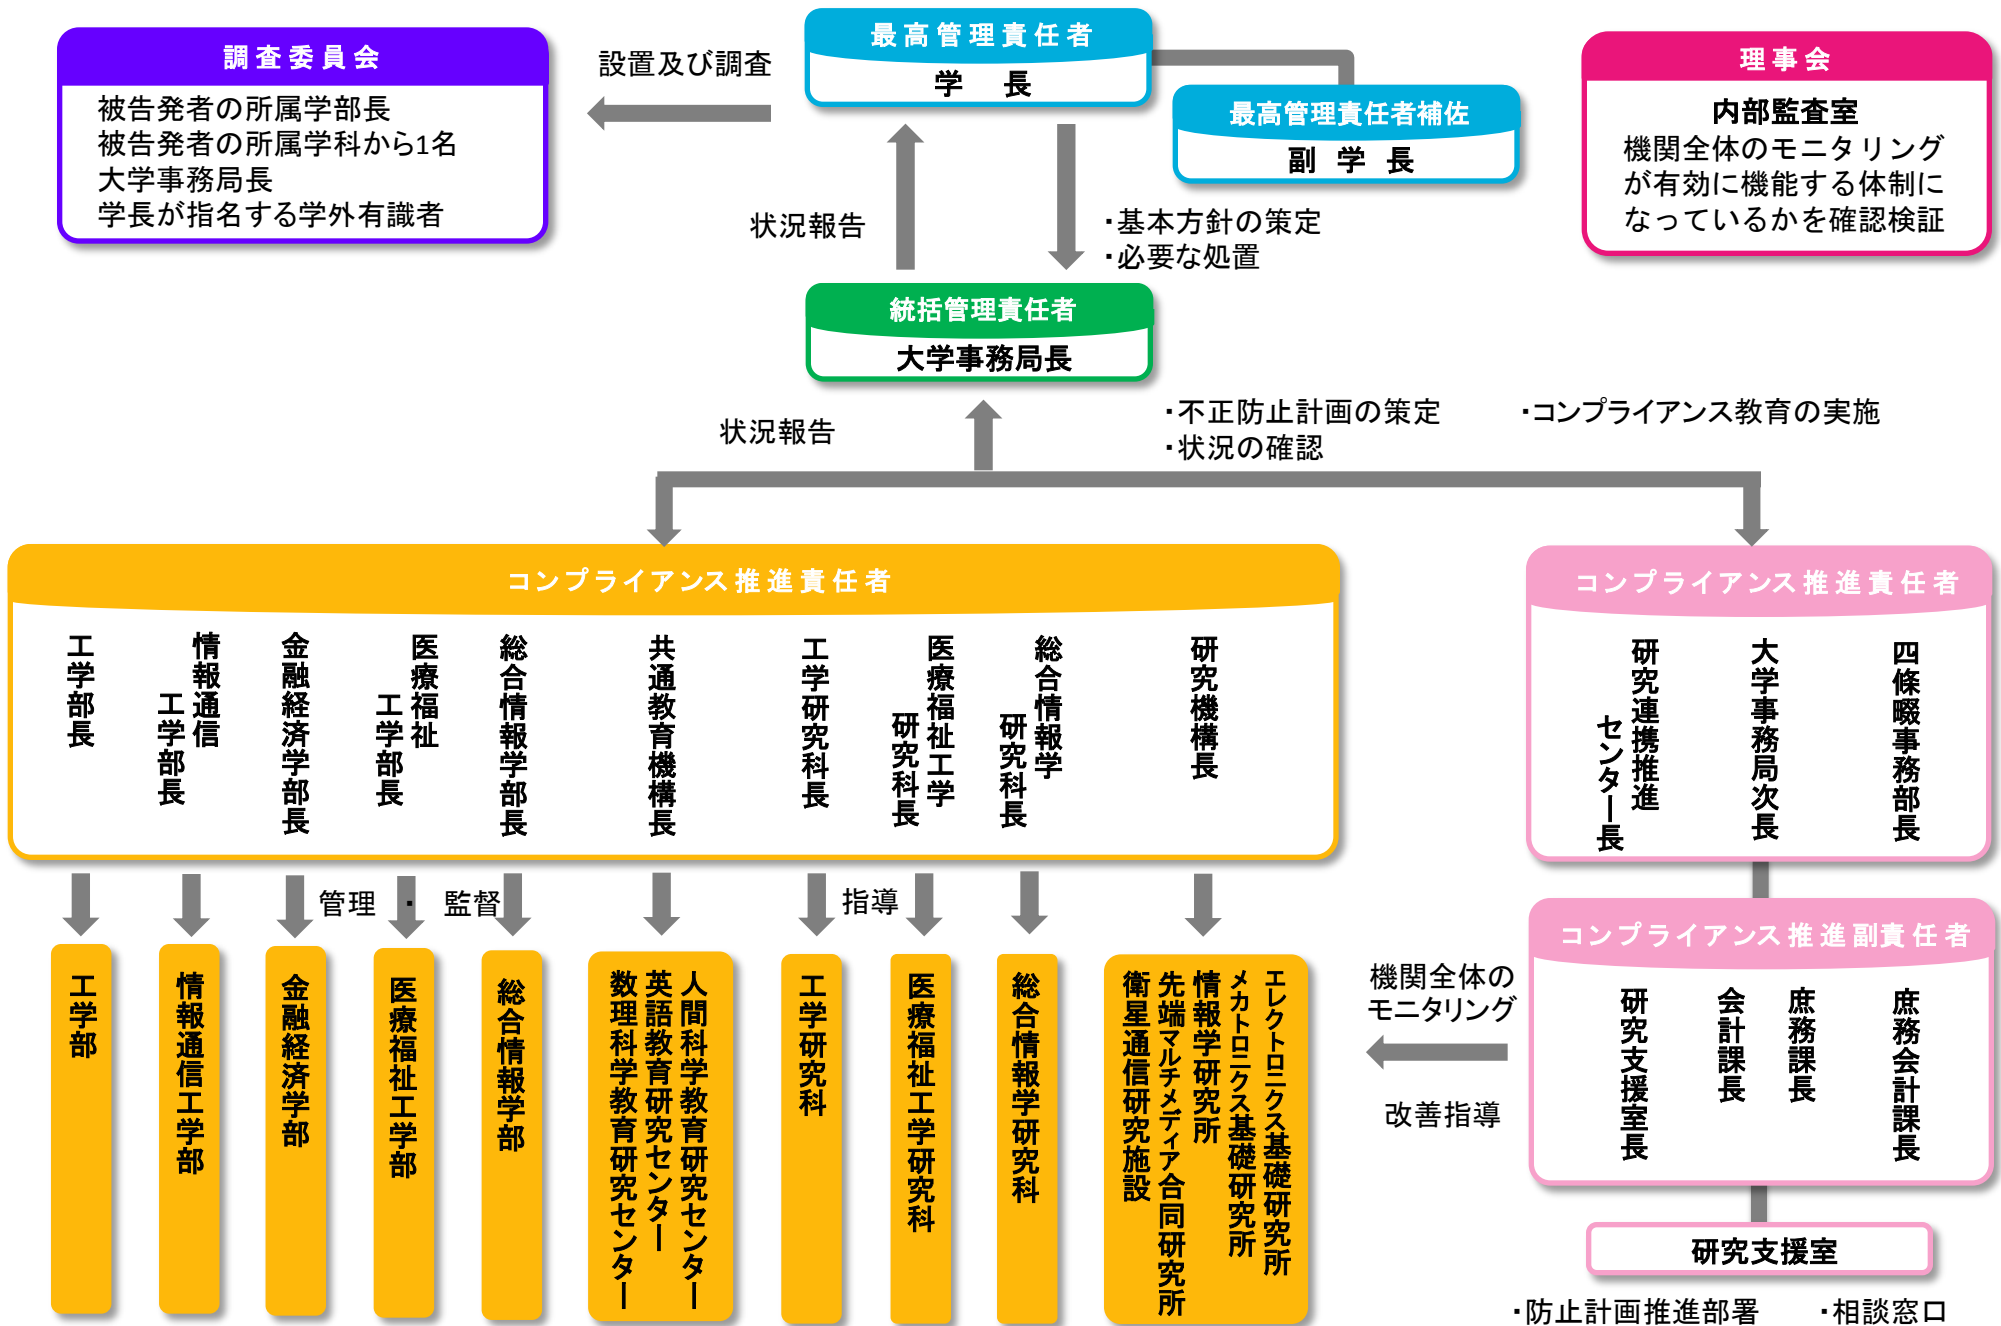 調査委員会
被告発者の所属学部長
被告発者の所属学科から1名
大学事務局長
学長が指名する学外有識者
設置及び調査
最高管理責任者
学 長
最高管理責任者補佐
副 学 長
理事会
内部監査室
機関全体のモニタリング
が有効に機能する体制に
なっているかを確認検証
状況報告
・基本方針の策定
・必要な処置
統括管理責任者
大学事務局長
状況報告
・不正防止計画の策定
・状況の確認
・コンプライアンス教育の実施
コンプライアンス推進責任者
工学部長
情報通信
工学部長
金融経済学部長
医療福祉
工学部長
総合情報学部長
共通教育機構長
工学研究科長
医療福祉工学
研究科長
総合情報学
研究科長
研究機構長
コンプライアンス推進責任者
研究連携推進
センター長
大学事務局次長
四條畷事務部長
管理 ・ 監督
指導
工学部
情報通信工学部
金融経済学部
医療福祉工学部
総合情報学部
人間科学教育研究センター
英語教育研究センター
数理科学教育研究センター
工学研究科
医療福祉工学研究科
総合情報学研究科
エレクトロニクス基礎研究所
メカトロニクス基礎研究所
情報学研究所
先端マルチメディア合同研究所
衛星通信研究施設
機関全体の
モニタリング
改善指導
コンプライアンス推進副責任者
研究支援室長
会計課長
庶務課長
庶務会計課長
研究支援室
・防止計画推進部署
・相談窓口